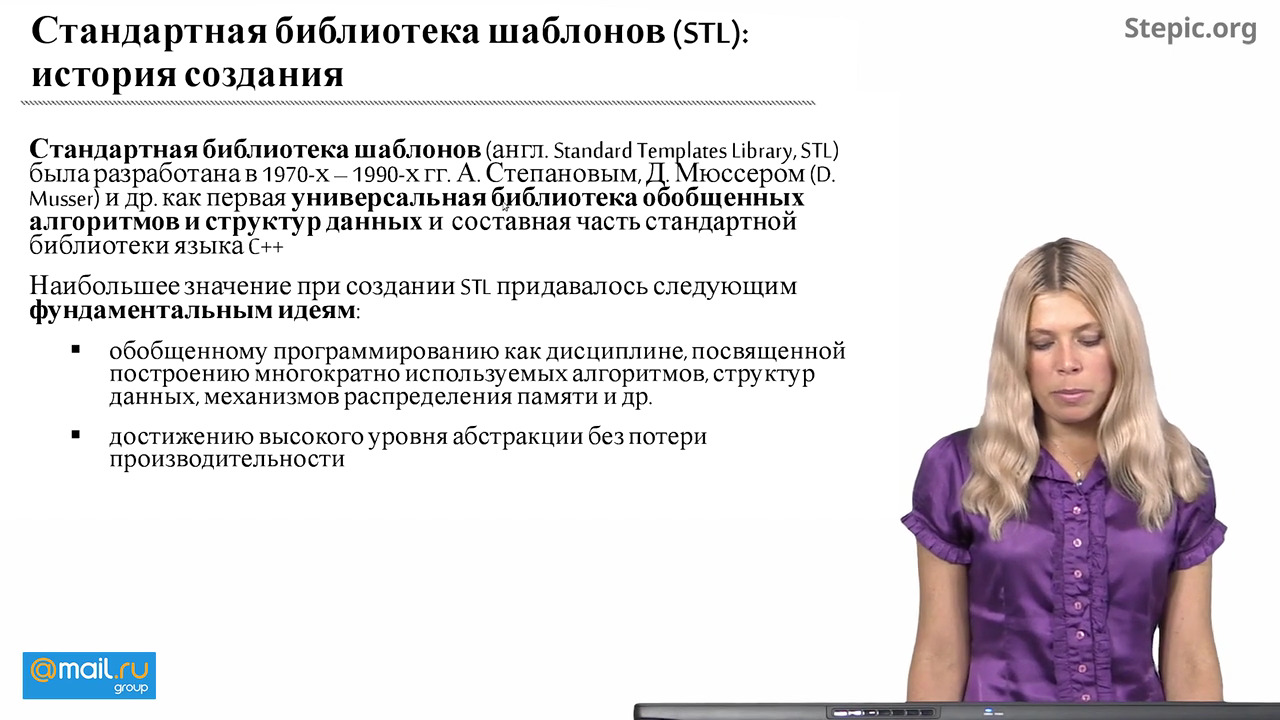 Стандартная библиотека шаблонов (STL):
история создания
Stepic.org
Стандартная библиотека шаблонов (англ. Standard Templates Library, STL)
была разработана в 1970-х – 1990-х гг. А. Степановым, Д. Мюссером (D.
Musser) и др. как первая универсальная библиотека обобщенных
алгоритмов и структур данных и составная часть стандартной
библиотеки языка C++
Наибольшее значение при создании STL придавалось следующим
фундаментальным идеям:
▪ обобщенному программированию как дисциплине, посвященной
построению многократно используемых алгоритмов, структур
данных, механизмов распределения памяти и др.
▪ достижению высокого уровня абстракции без потери
производительности
@mail.ru
group